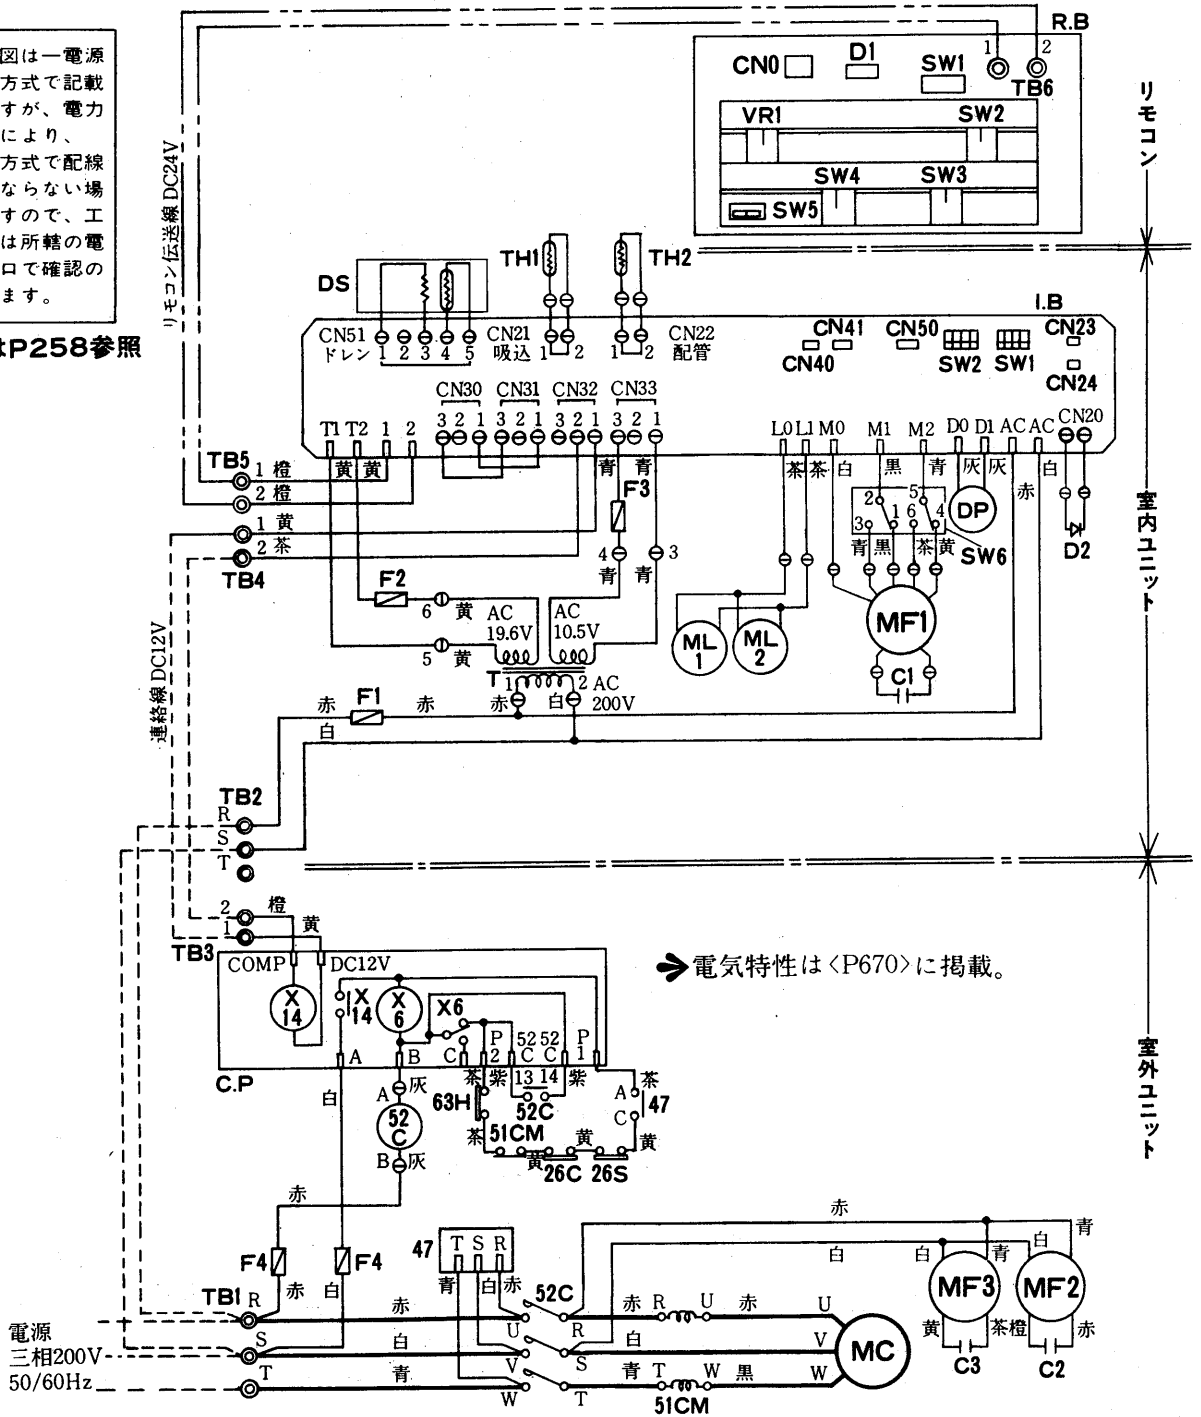 図は一電源
方式で記載
すが、電力
により、
方式で配線
ならない場
すので、工
は所轄の電
口で確認の
ます。
はP258参照
リモコン伝送線DC24V
R.B
CN0 D1 SW1 1 2
TB6
VR1 SW2
SW4 SW3
SW5
リモコン
DS TH1 TH2
I.B
CN51 1 2 3 4 5
ドレン
CN21 1 2
吸込
CN22 1 2
配管
CN41 CN50 CN23
CN40 SW2 SW1 CN24
CN30 CN31 CN32 CN33
3 2 1 3 2 1 3 2 1 3 2 1
T1 T2 1 2
L0 L1 M0 M1 M2 D0 D1 AC AC CN20
黄 黄 青 青 茶 茶 白 黒 青 灰 灰 赤 白
TB5
1 橙
2 橙
1 黄
2 茶
TB4
F3
4 3
青 青
2 5
3 1 6 4
DP
SW6
D2
青 黒 茶 黄
室内ユニット
F2
6 黄
5 黄
AC
19.6V
AC
10.5V
T 1 2
AC
200V
赤 白
ML
1
ML
2
MF1
C1
連絡線DC12V
赤 F1 赤
白
TB2
R
S
T
2 橙
1 黄
TB3
COMP DC12V
X
14
X
14
X
6
X6
A B C P
2
52
C
52
C
P
1
C.P
➔電気特性は〈P670〉に掲載。
白
A 灰
52
C
B 灰
茶 紫 13 14 紫 茶
63H 52C
A
C
47
茶 51CM 黄 26C 黄 26S 黄
室外ユニット
赤
F4 F4
赤 白
47 T S R
青 白 赤
52C
赤
白
白 青 白 青
MF3 MF2
黄 茶 橙 赤
C3 C2
TB1
R 赤 U R 赤 R U 赤 U
S 白 V S 白 V
T 青 W T 青 T W 黒 W
51CM
MC
電源
三相200V
50/60Hz